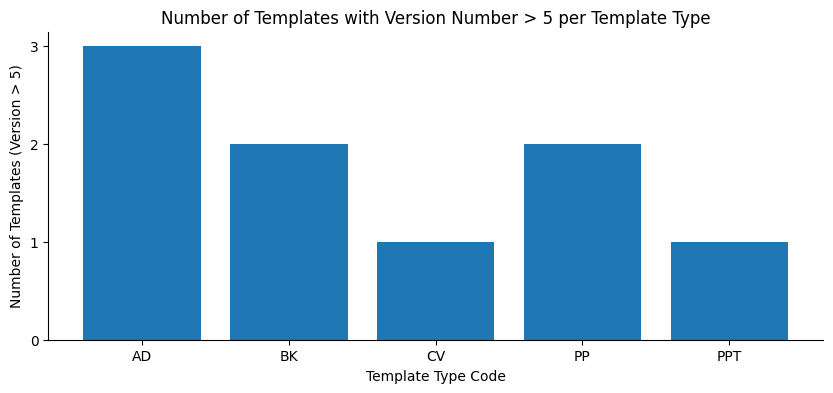 Number of Templates with Version Number > 5 per Template Type
Number of Templates (Version > 5)
3
2
1
0
AD BK CV PP PPT
Template Type Code